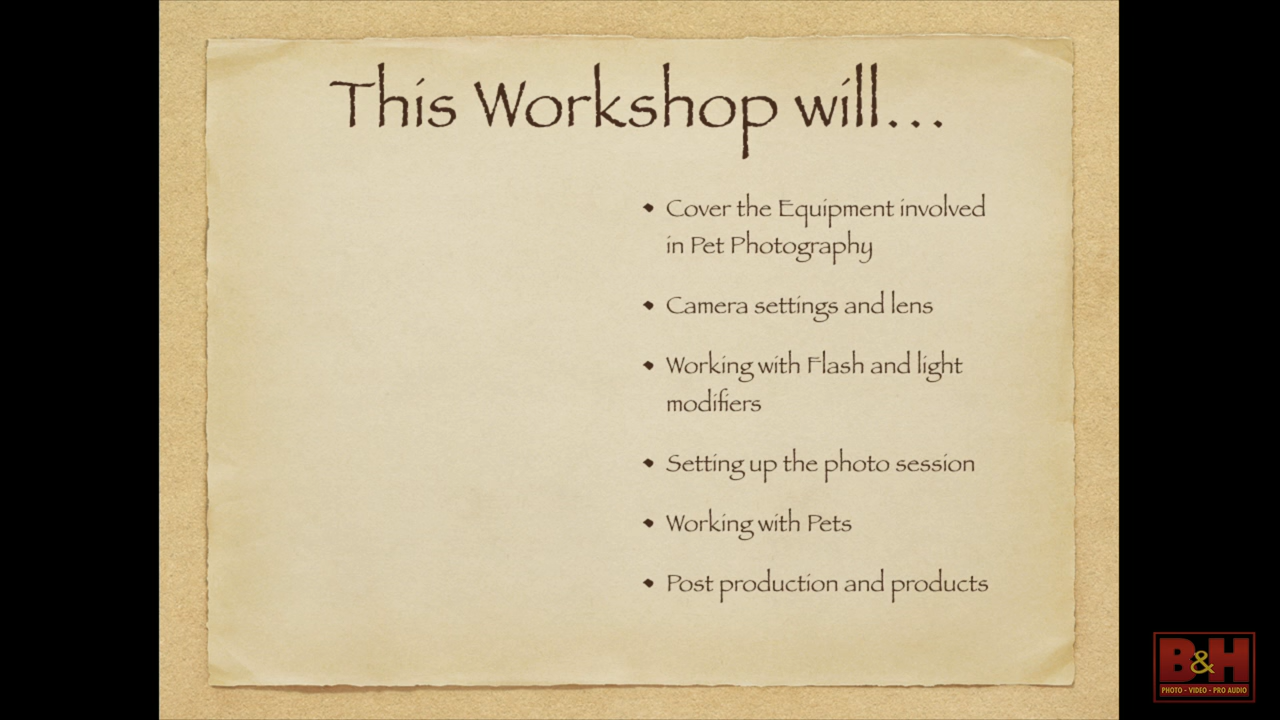 This Workshop will...
• Cover the Equipment involved
in Pet Photography
• Camera settings and lens
• Working with Flash and light
modifiers
• Setting up the photo session
• Working with Pets
• Post production and products
B&H
PHOTO - VIDEO - PRO AUDIO